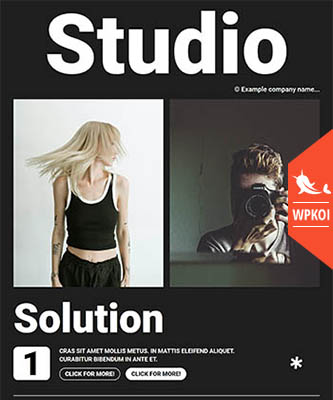 Studio
© Example company name...
WPKOI
Solution
1
CRAS SIT AMET MOLLIS METUS. IN MATTIS ELEIFEND ALIQUET.
CURABITUR BIBENDUM IN ANTE ET.
CLICK FOR MORE! CLICK FOR MORE!
*